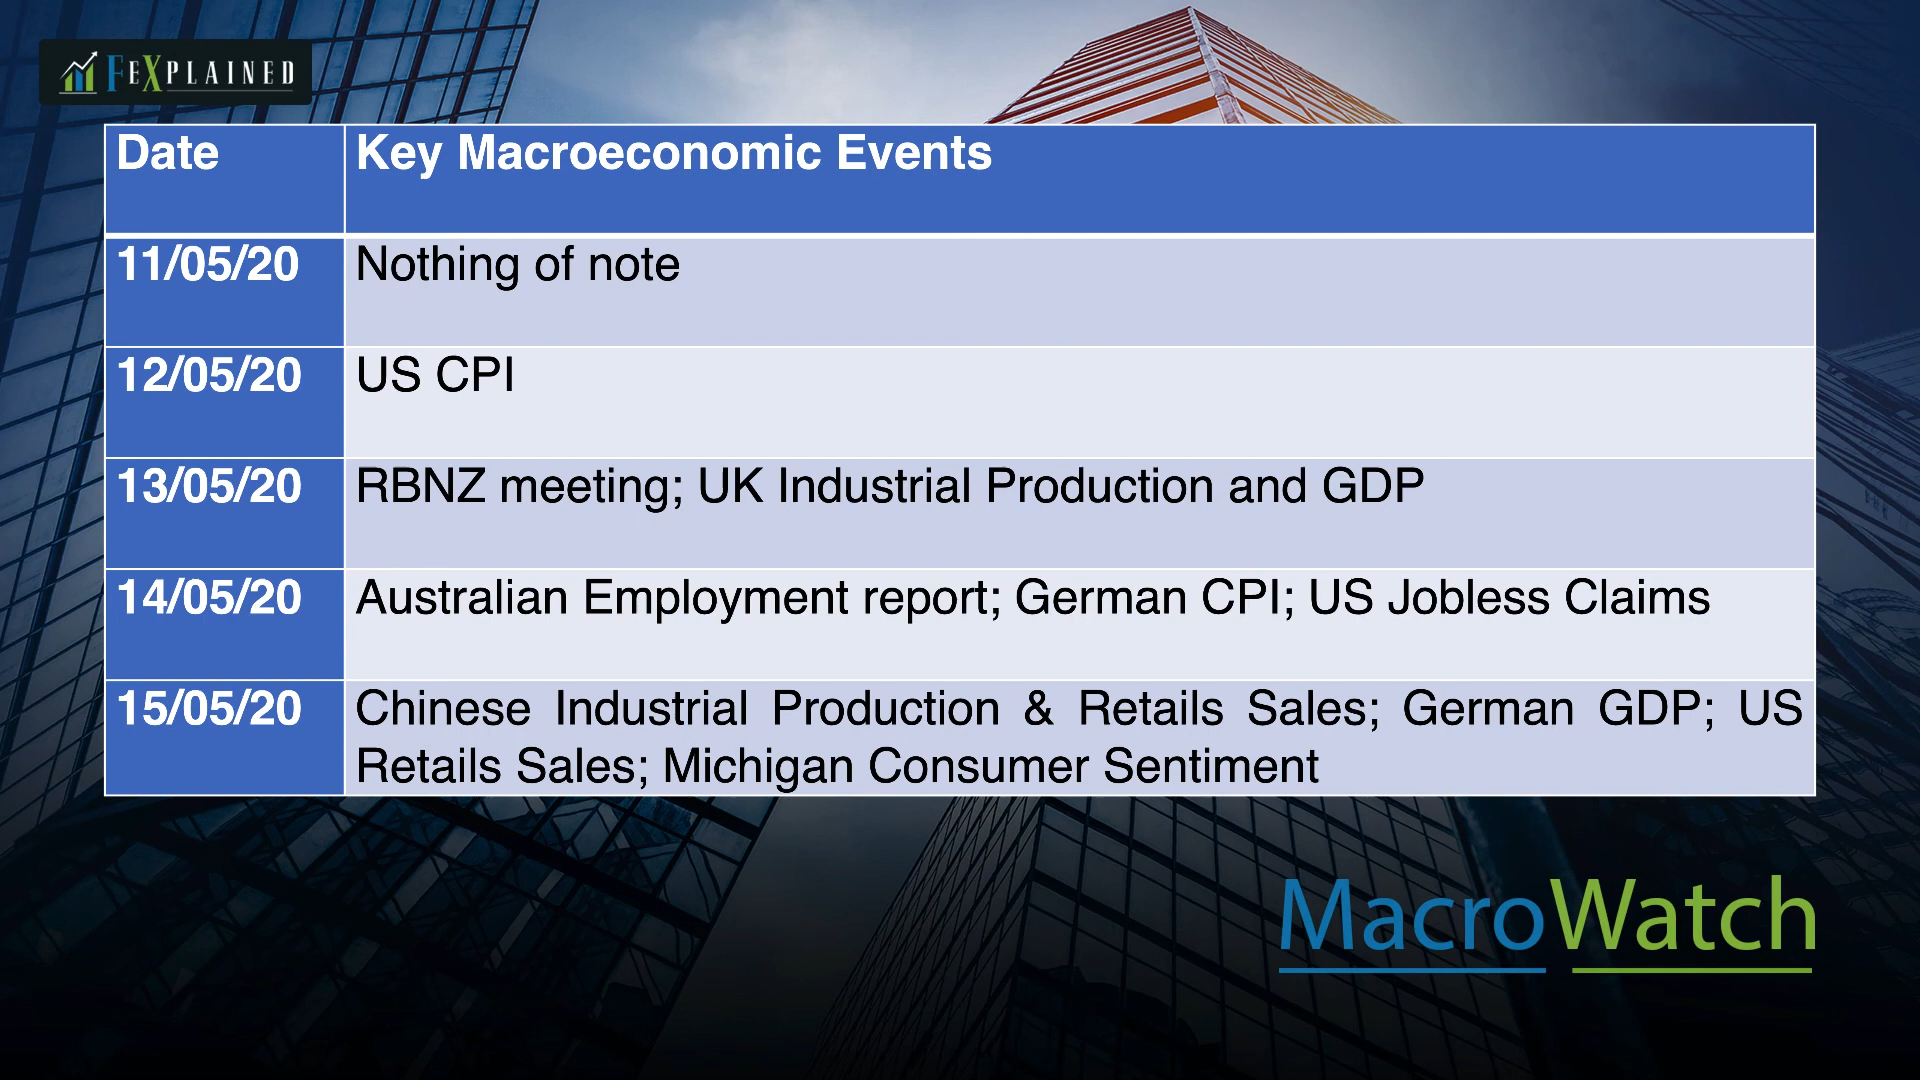 FEXPLAINED
Date
Key Macroeconomic Events
11/05/20
Nothing of note
12/05/20
US CPI
13/05/20
RBNZ meeting; UK Industrial Production and GDP
14/05/20
Australian Employment report; German CPI; US Jobless Claims
15/05/20
Chinese Industrial Production & Retails Sales; German GDP; US
Retails Sales; Michigan Consumer Sentiment
MacroWatch